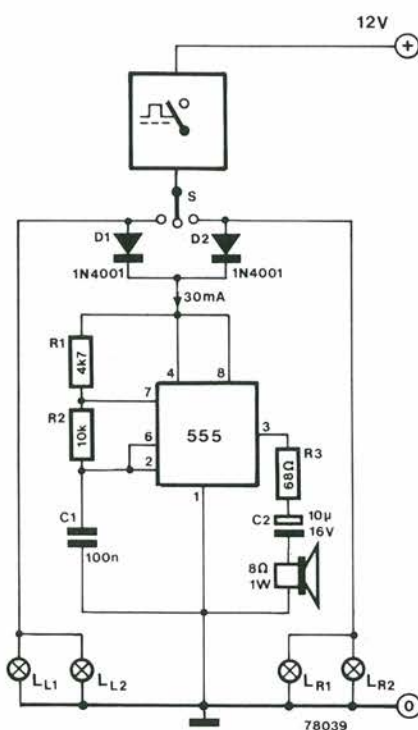 12V
+
S
D1
D2
1N4001
1N4001
30mA
R1
4k7
4
8
7
R2
10k
6
555
3
R3
68Ω
2
1
C1
100n
C2
10µ
16V
8Ω
1W
LL1
LL2
LR1
LR2
0
78039